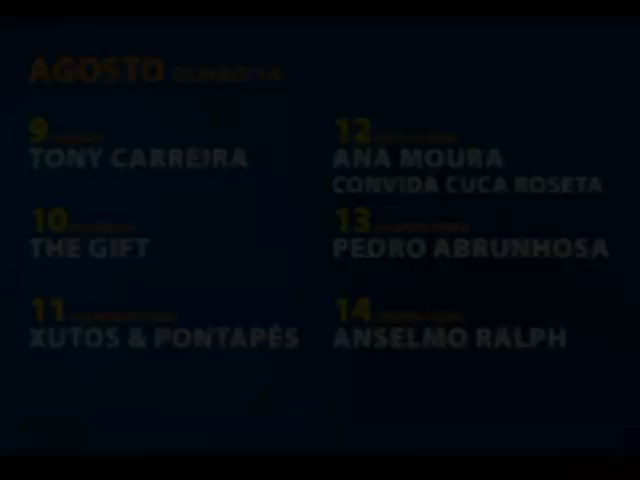 AGOSTO
9
TONY CARREIRA
10
THE GIFT
11
XUTOS & PONTAPÉS
12
ANA MOURA
CONVIDA CUCA ROSETA
13
PEDRO ABRUNHOSA
14
ANSELMO RALPH